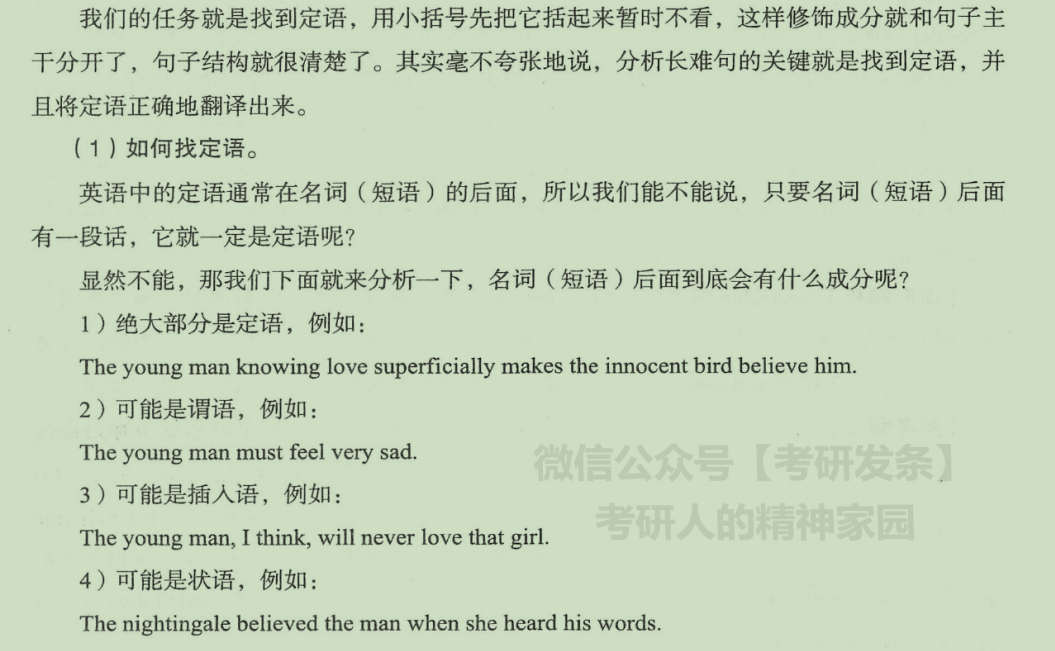 我们的任务就是找到定语，用小括号先把它括起来暂时不看，这样修饰成分就和句子主
干分开了，句子结构就很清楚了。其实毫不夸张地说，分析长难句的关键就是找到定语，并
且将定语正确地翻译出来。
（1）如何找定语。
英语中的定语通常在名词（短语）的后面，所以我们能不能说，只要名词（短语）后面
有一段话，它就一定是定语呢？
显然不能，那我们下面就来分析一下，名词（短语）后面到底会有什么成分呢？
1）绝大部分是定语，例如：
The young man knowing love superficially makes the innocent bird believe him.
2）可能是谓语，例如：
The young man must feel very sad.
微信公众号【考研发条】
3）可能是插入语，例如：
考研人的精神家园
The young man, I think, will never love that girl.
4）可能是状语，例如：
The nightingale believed the man when she heard his words.